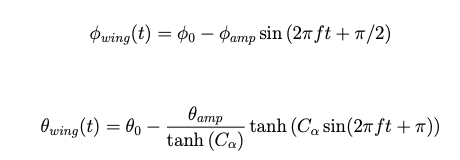 ϕ_wing(t) = ϕ_0 − ϕ_amp sin (2πft + π/2)
θ_wing(t) = θ_0 − θ_amp / tanh (C_α) tanh (C_α sin(2πft + π))